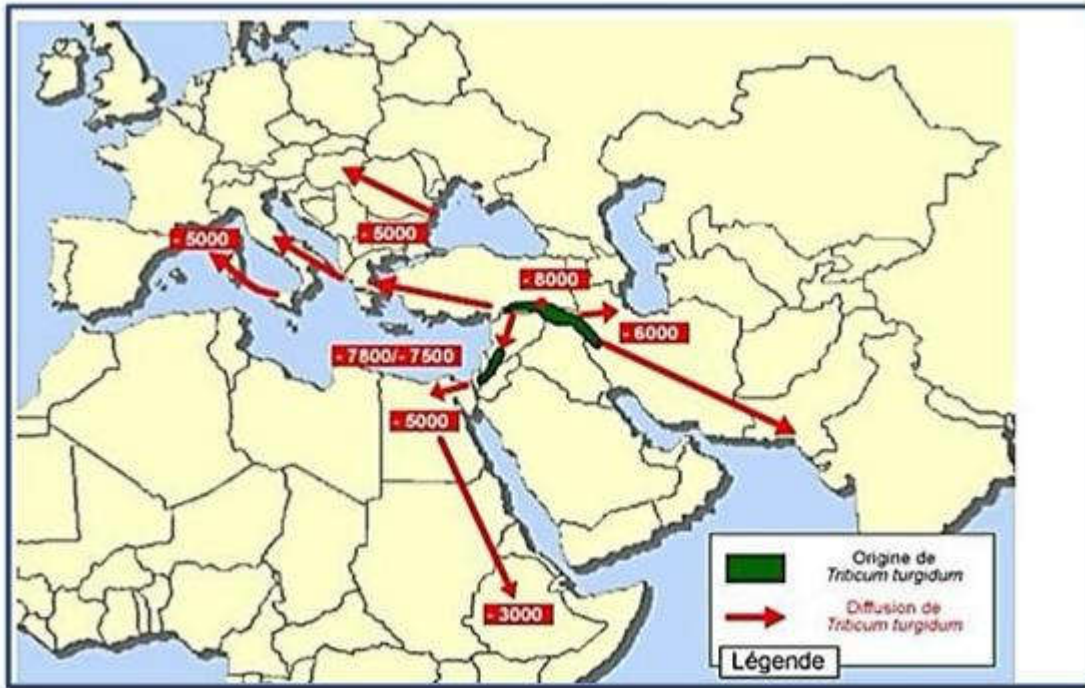 - 5000
- 5000
- 8000
- 6000
- 7800/- 7500
- 5000
- 3000
Origine de
Triticum turgidum
Diffusion de
Triticum turgidum
Légende